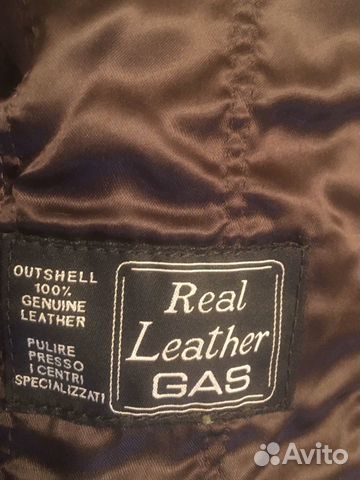 OUTSHELL
100%
GENUINE
LEATHER
PULIRE
PRESSO
I CENTRI
SPECIALIZZATI
Real
Leather
GAS
Avito